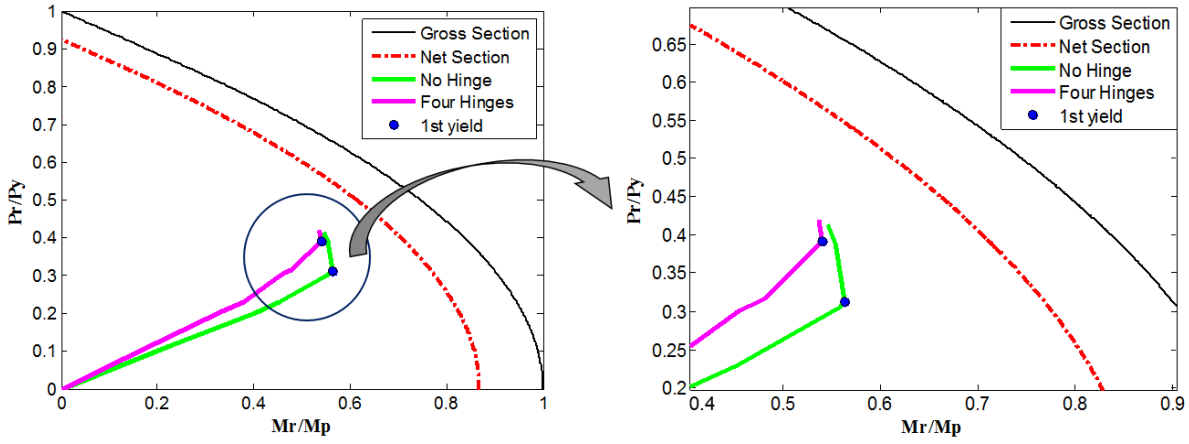 1
0.9
0.8
0.7
0.6
0.5
0.4
0.3
0.2
0.1
0
Pr/Py
0
0.2
0.4
0.6
0.8
1
Mr/Mp
Gross Section
Net Section
No Hinge
Four Hinges
1st yield
0.65
0.6
0.55
0.5
0.45
0.4
0.35
0.3
0.25
0.2
Pr/Py
0.4
0.5
0.6
0.7
0.8
0.9
Mr/Mp
Gross Section
Net Section
No Hinge
Four Hinges
1st yield